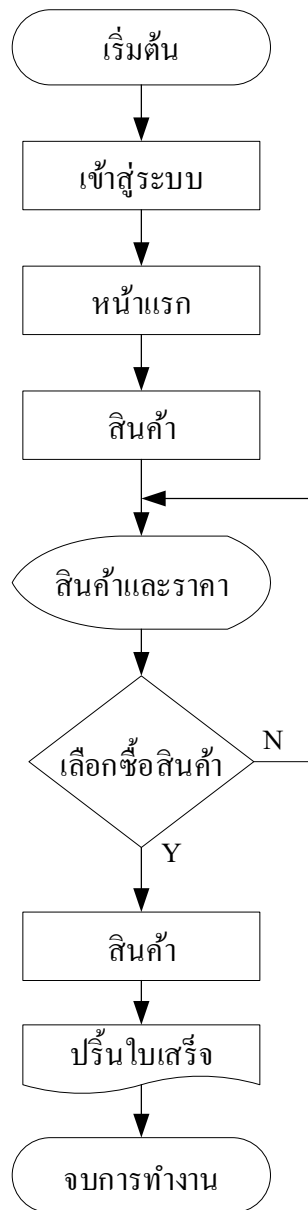 เริ่มต้น
เข้าสู่ระบบ
หน้าแรก
สินค้า
สินค้าและราคา
เลือกซื้อสินค้า
N
Y
สินค้า
ปริ้นใบเสร็จ
จบการทำงาน